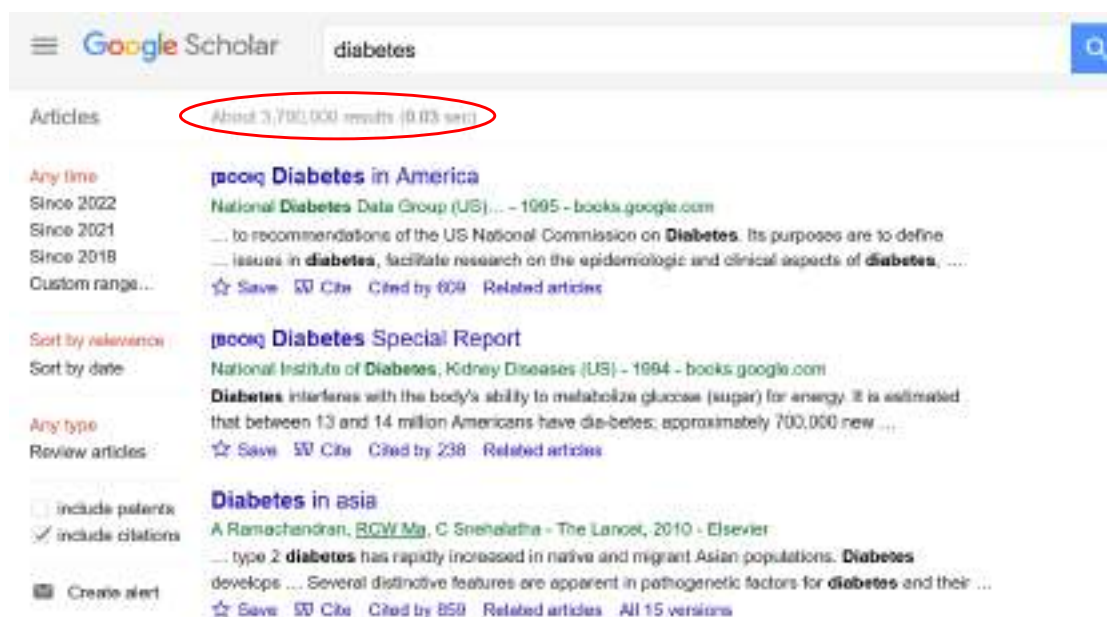 Google Scholar
diabetes
Articles
About 3,700,000 results (0.03 sec)
Any time
Since 2022
Since 2021
Since 2018
Custom range...
Sort by relevance
Sort by date
Any type
Review articles
include patents
include citations
Create alert
[BOOK] Diabetes in America
National Diabetes Data Group (US)... - 1995 - books.google.com
... to recommendations of the US National Commission on Diabetes. Its purposes are to define
... issues in diabetes, facilitate research on the epidemiologic and clinical aspects of diabetes, ....
Save Cite Cited by 609 Related articles
[BOOK] Diabetes Special Report
National Institute of Diabetes, Kidney Diseases (US) - 1994 - books.google.com
Diabetes interferes with the body's ability to metabolize glucose (sugar) for energy. It is estimated
that between 13 and 14 million Americans have dia-betes; approximately 700,000 new ...
Save Cite Cited by 238 Related articles
Diabetes in asia
A Ramachandran, RCW Ma, C Snehalatha - The Lancet, 2010 - Elsevier
... type 2 diabetes has rapidly increased in native and migrant Asian populations. Diabetes
develops ... Several distinctive features are apparent in pathogenetic factors for diabetes and their ...
Save Cite Cited by 859 Related articles All 15 versions